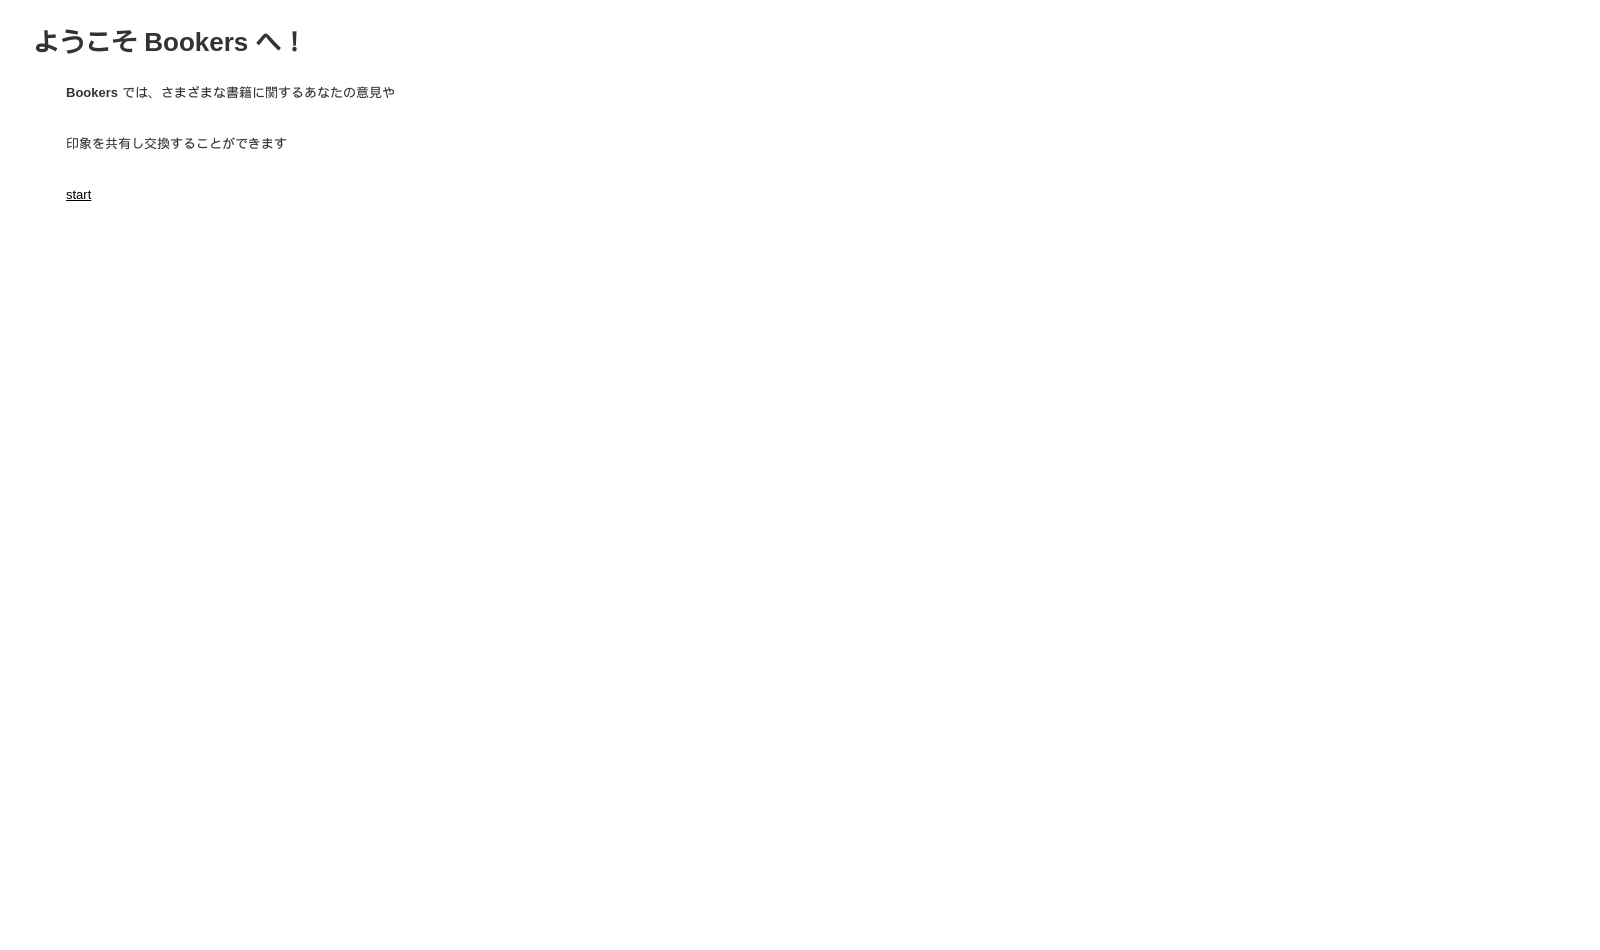 ようこそ Bookers へ！
Bookers では、さまざまな書籍に関するあなたの意見や
印象を共有し交換することができます
start